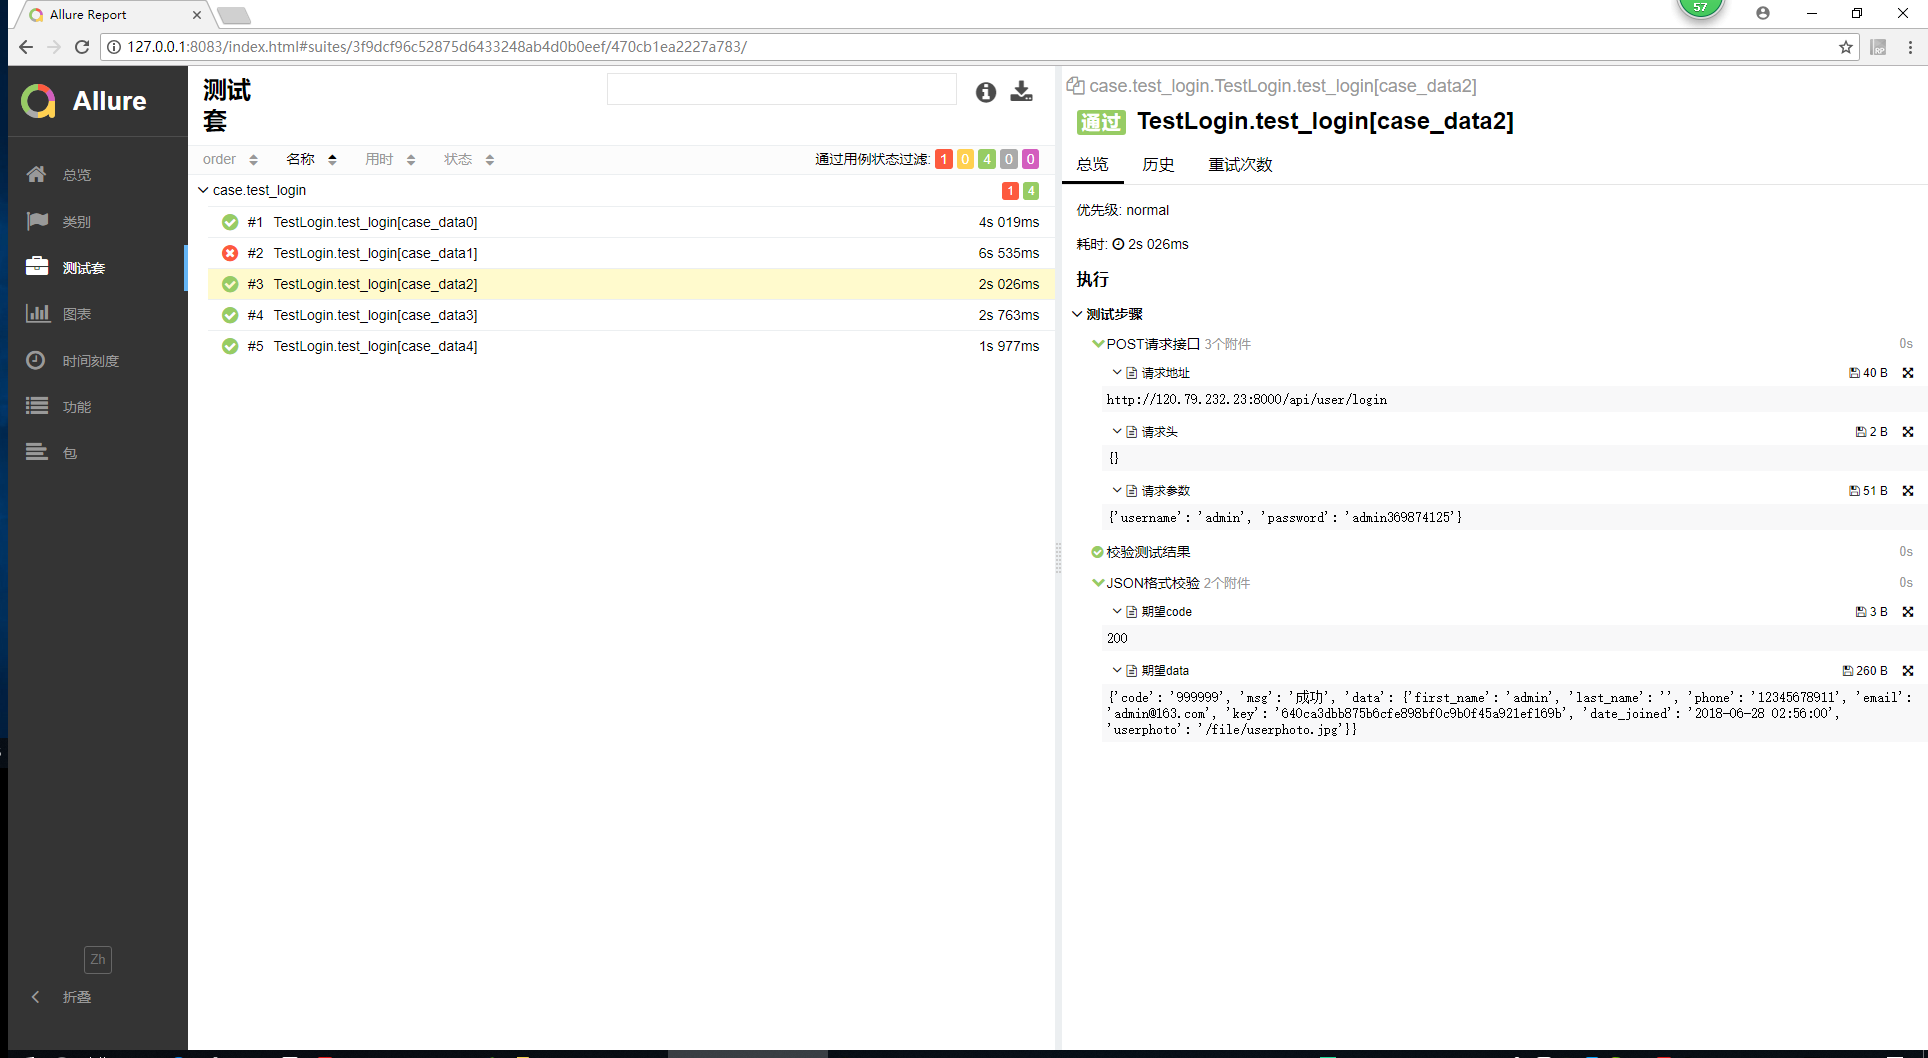 Allure Report
57
127.0.0.1:8083/index.html#suites/3f9dcf96c52875d6433248ab4d0b0eef/470cb1ea2227a783/
RP
Allure
总览
类别
测试套
图表
时间刻度
功能
包
Zh
折叠
测试
套
order 名称 用时 状态 通过用例状态过滤: 1 0 4 0 0
case.test_login 1 4
#1 TestLogin.test_login[case_data0] 4s 019ms
#2 TestLogin.test_login[case_data1] 6s 535ms
#3 TestLogin.test_login[case_data2] 2s 026ms
#4 TestLogin.test_login[case_data3] 2s 763ms
#5 TestLogin.test_login[case_data4] 1s 977ms
case.test_login.TestLogin.test_login[case_data2]
通过 TestLogin.test_login[case_data2]
总览 历史 重试次数
优先级: normal
耗时: 2s 026ms
执行
测试步骤
POST请求接口 3个附件 0s
请求地址 40 B
http://120.79.232.23:8000/api/user/login
请求头 2 B
{}
请求参数 51 B
{'username': 'admin', 'password': 'admin369874125'}
校验测试结果 0s
JSON格式校验 2个附件 0s
期望code 3 B
200
期望data 260 B
{'code': '999999', 'msg': '成功', 'data': {'first_name': 'admin', 'last_name': '', 'phone': '12345678911', 'email':
'admin@163.com', 'key': '640ca3dbb875b6cfe898bf0c9b0f45a921ef169b', 'date_joined': '2018-06-28 02:56:00',
'userphoto': '/file/userphoto.jpg'}}